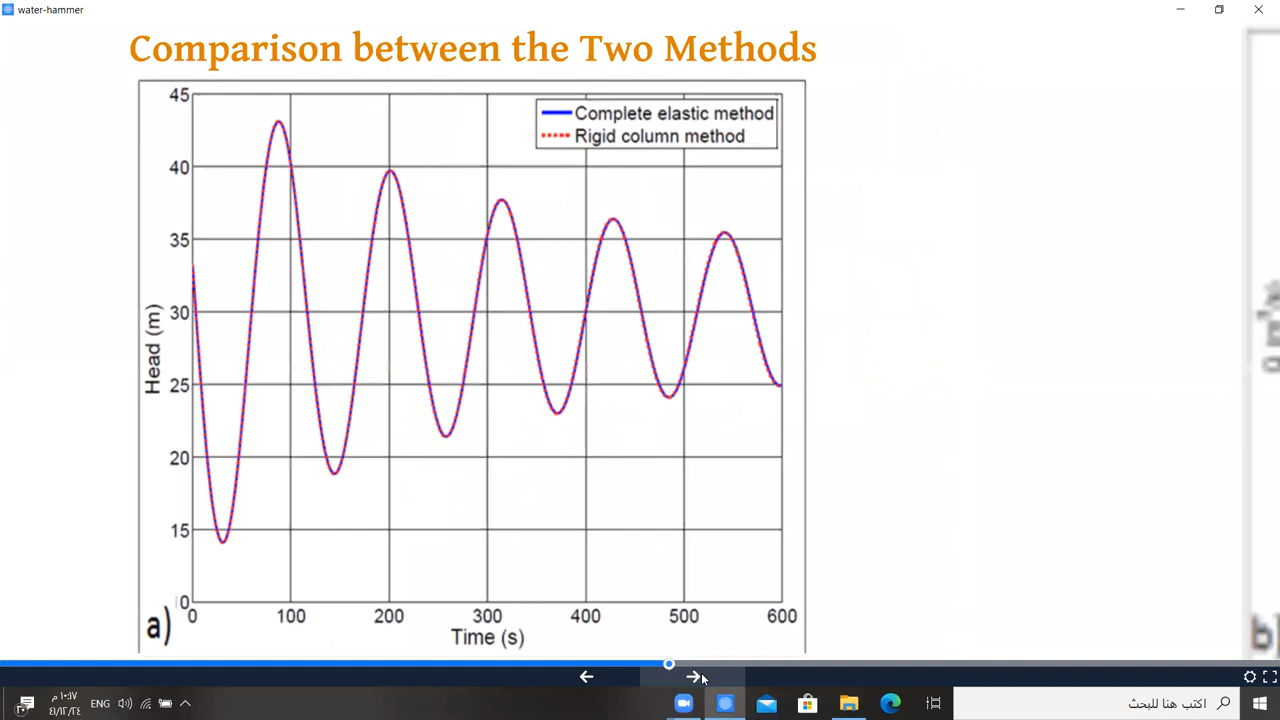 water-hammer
Comparison between the Two Methods
Complete elastic method
Rigid column method
45
40
35
30
25
20
15
0
Head (m)
0 100 200 300 400 500 600
Time (s)
a)
b)
ENG
اكتب هنا للبحث